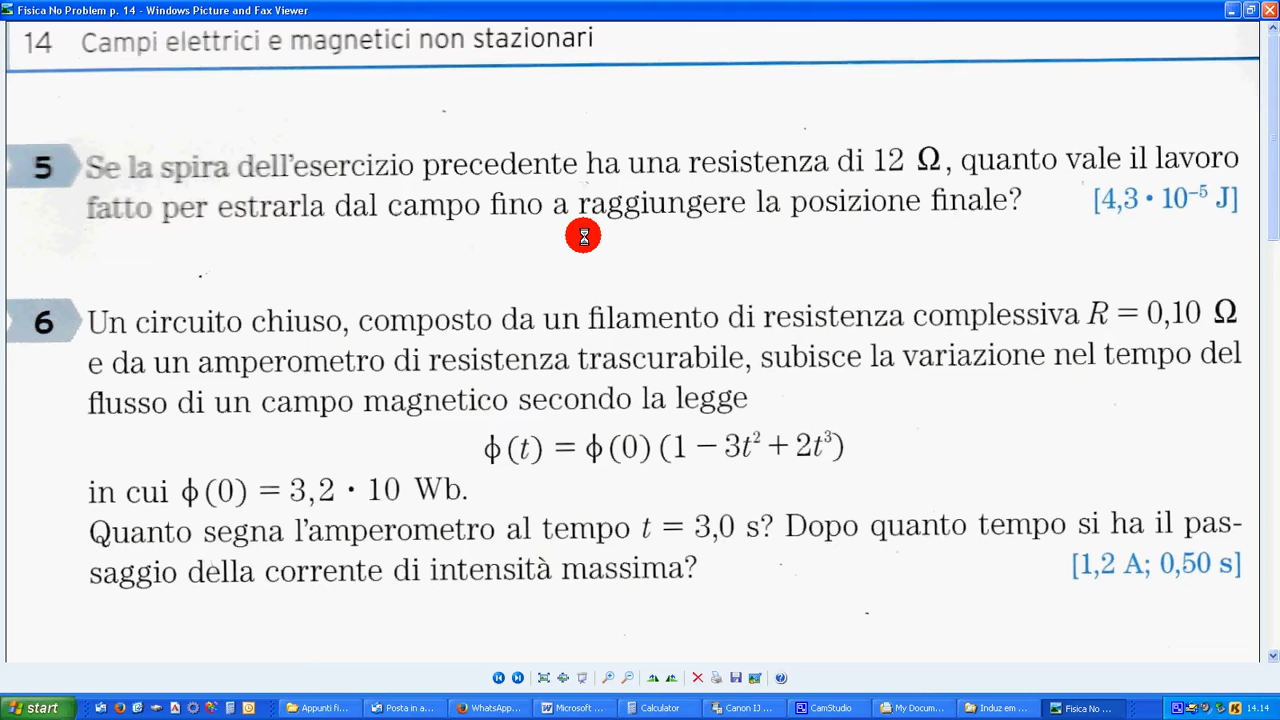 Fisica No Problem p. 14 - Windows Picture and Fax Viewer
14 Campi elettrici e magnetici non stazionari
5 Se la spira dell'esercizio precedente ha una resistenza di 12 Ω, quanto vale il lavoro
fatto per estrarla dal campo fino a raggiungere la posizione finale? [4,3 • 10⁻⁵ J]
6 Un circuito chiuso, composto da un filamento di resistenza complessiva R = 0,10 Ω
e da un amperometro di resistenza trascurabile, subisce la variazione nel tempo del
flusso di un campo magnetico secondo la legge
ϕ(t) = ϕ(0) (1 − 3t² + 2t³)
in cui ϕ(0) = 3,2 • 10 Wb.
Quanto segna l'amperometro al tempo t = 3,0 s? Dopo quanto tempo si ha il pas-
saggio della corrente di intensità massima? [1,2 A; 0,50 s]
start Appunti fi... Posta in a... WhatsApp... Microsoft ... Calculator Canon IJ ... CamStudio My Docum... Induz em ... Fisica No ... 14.14